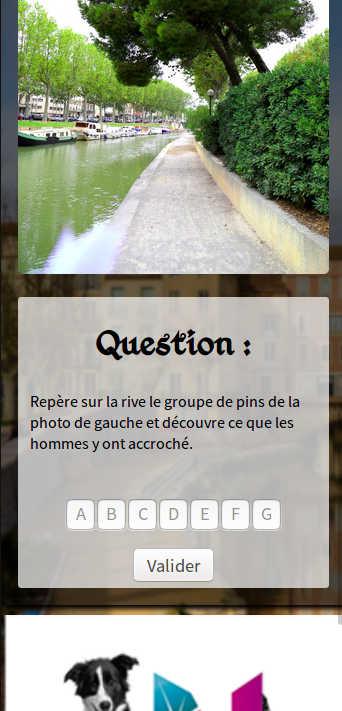 Question :
Repère sur la rive le groupe de pins de la
photo de gauche et découvre ce que les
hommes y ont accroché.
A B C D E F G
Valider